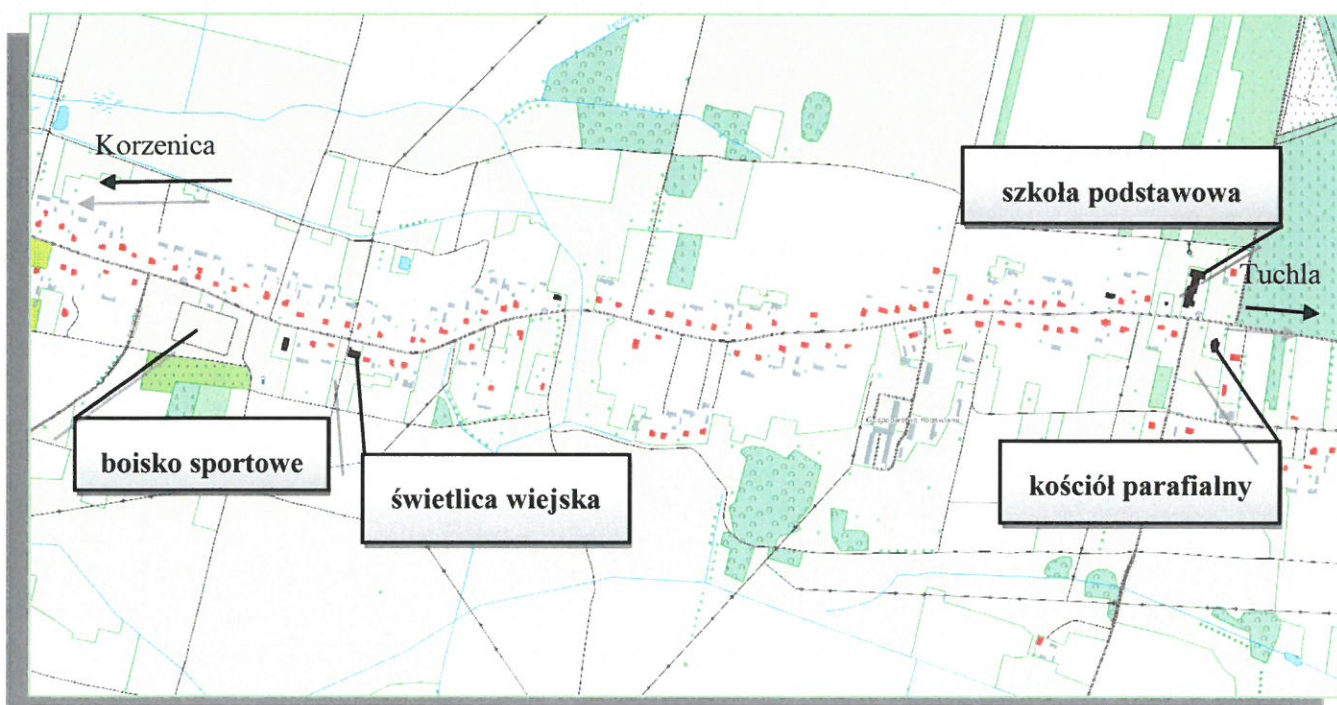 Korzenica
szkoła podstawowa
Tuchla
boisko sportowe
świetlica wiejska
kościół parafialny